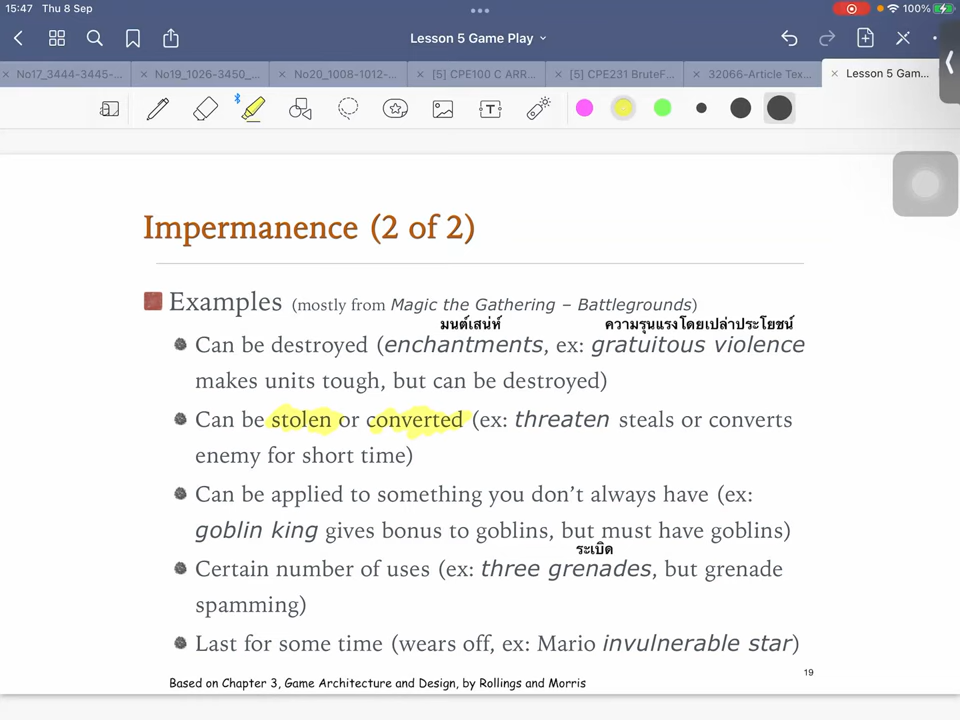 15:47 Thu 8 Sep
100%
Lesson 5 Game Play
No17_3444-3445-...
No19_1026-3450_...
No20_1008-1012-...
[5] CPE100 C ARR...
[5] CPE231 BruteF...
32066-Article Tex...
Lesson 5 Gam...
Impermanence (2 of 2)
Examples (mostly from Magic the Gathering – Battlegrounds)
มนต์เสน่ห์ ความรุนแรงโดยเปล่าประโยชน์
Can be destroyed (enchantments, ex: gratuitous violence
makes units tough, but can be destroyed)
Can be stolen or converted (ex: threaten steals or converts
enemy for short time)
Can be applied to something you don’t always have (ex:
goblin king gives bonus to goblins, but must have goblins)
ระเบิด
Certain number of uses (ex: three grenades, but grenade
spamming)
Last for some time (wears off, ex: Mario invulnerable star)
19
Based on Chapter 3, Game Architecture and Design, by Rollings and Morris